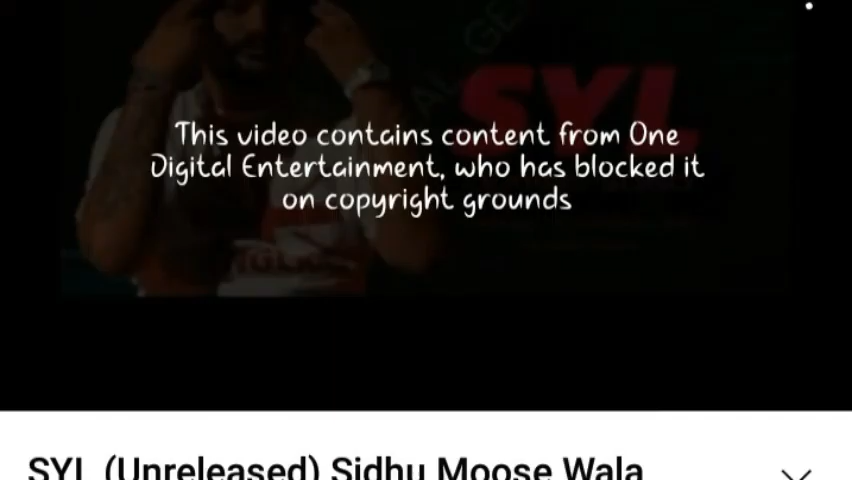 SYL
This video contains content from One
Digital Entertainment, who has blocked it
on copyright grounds
SYL (Unreleased) Sidhu Moose Wala